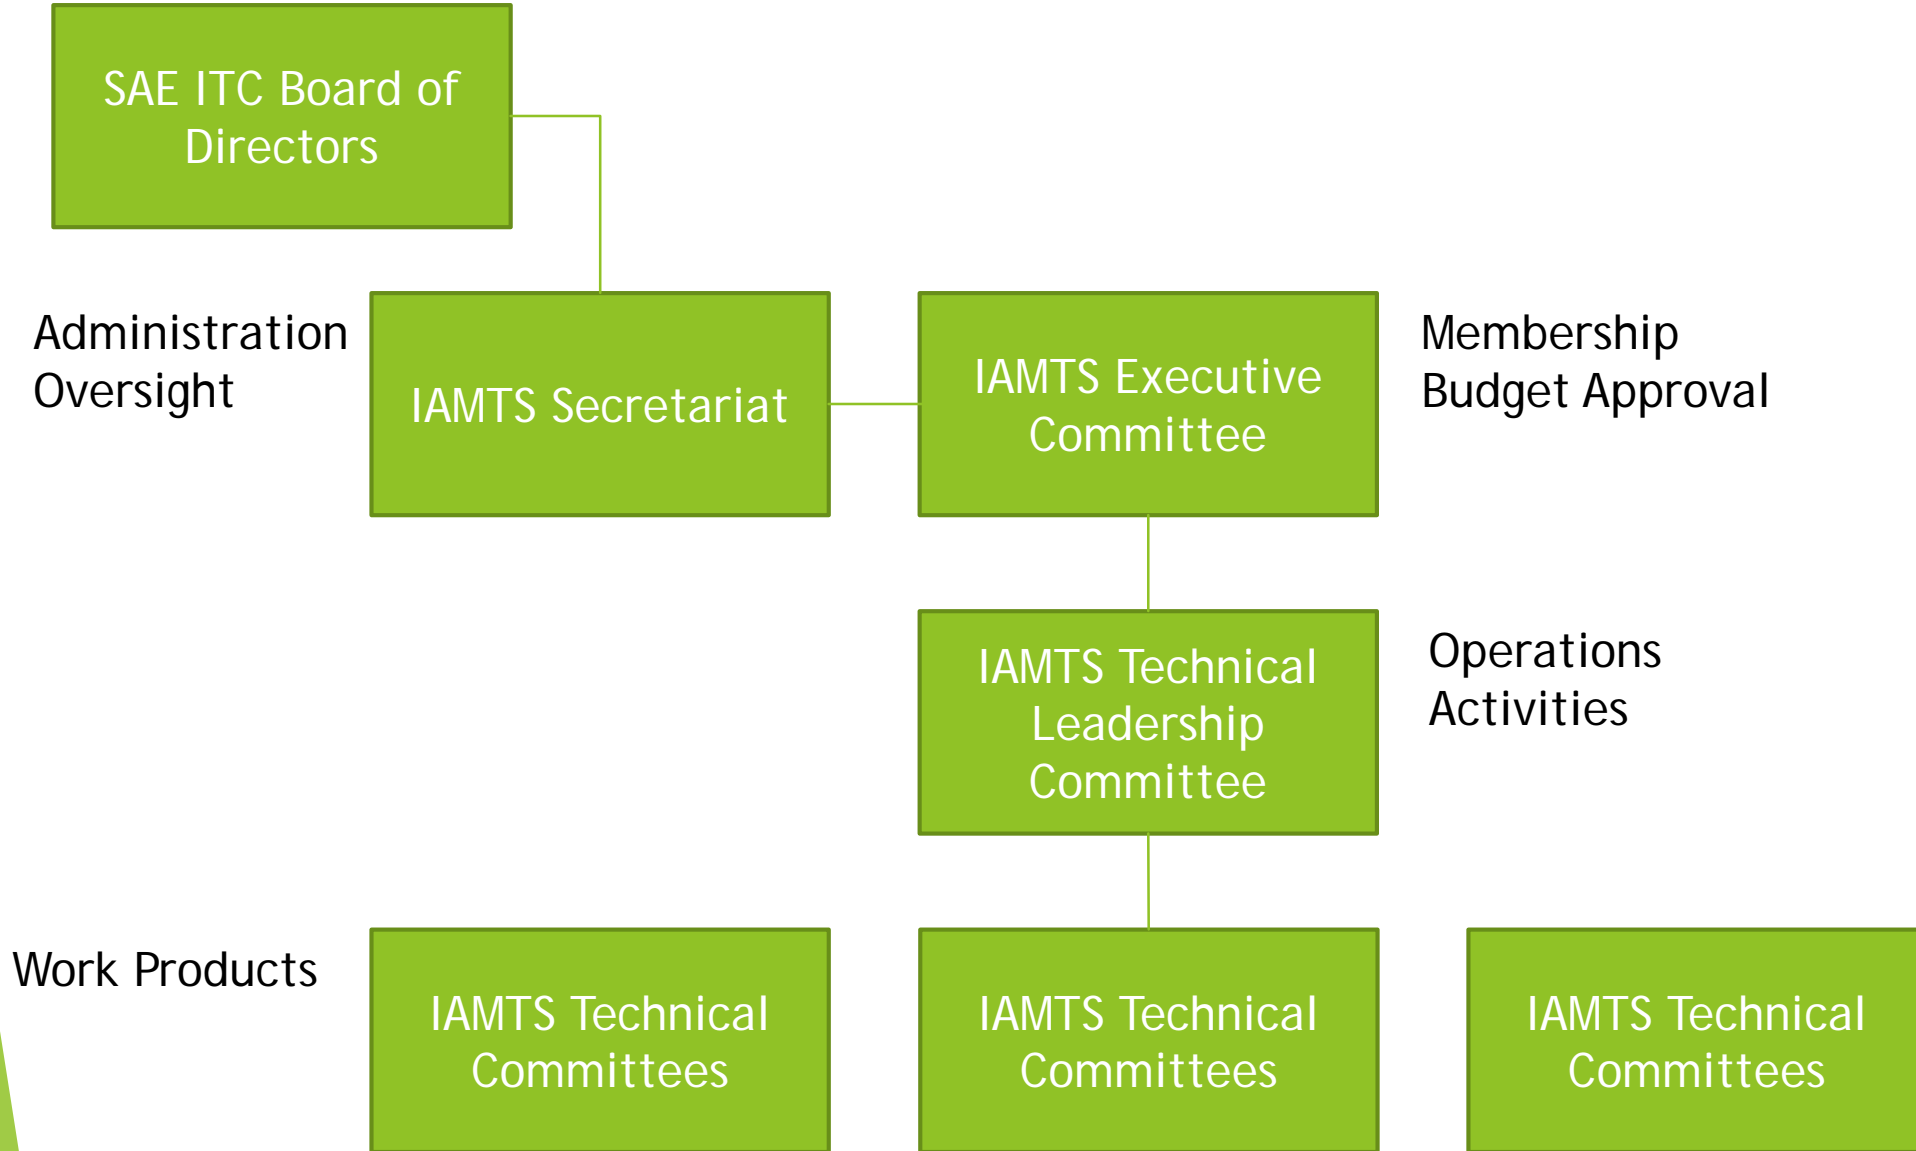 SAE ITC Board of
Directors
Administration
Oversight
IAMTS Secretariat
IAMTS Executive
Committee
Membership
Budget Approval
IAMTS Technical
Leadership
Committee
Operations
Activities
Work Products
IAMTS Technical
Committees
IAMTS Technical
Committees
IAMTS Technical
Committees